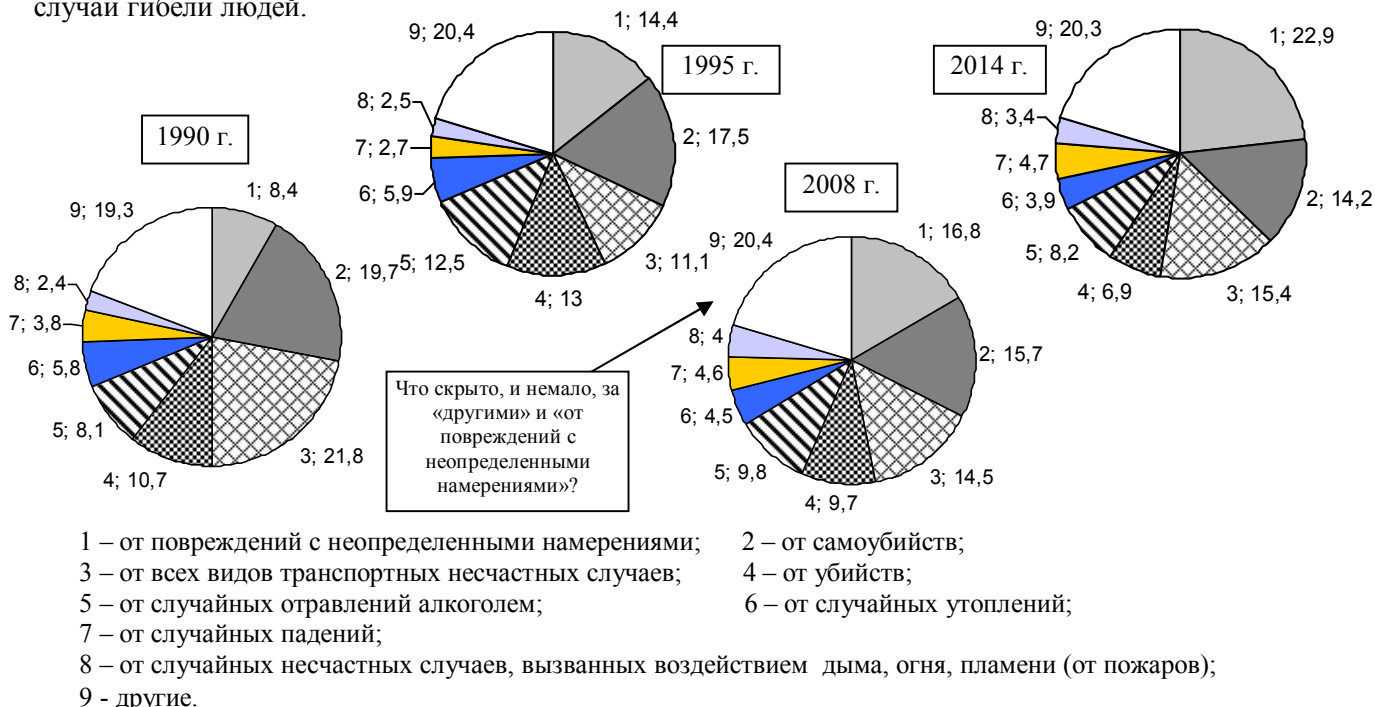 случаи гибели людей.
1990 г.
1; 8,4
2; 19,7
3; 21,8
4; 10,7
5; 8,1
6; 5,8
7; 3,8
8; 2,4
9; 19,3
1995 г.
1; 14,4
2; 17,5
3; 11,1
4; 13
5; 12,5
6; 5,9
7; 2,7
8; 2,5
9; 20,4
2008 г.
1; 16,8
2; 15,7
3; 14,5
4; 9,7
5; 9,8
6; 4,5
7; 4,6
8; 4
9; 20,4
2014 г.
1; 22,9
2; 14,2
3; 15,4
4; 6,9
5; 8,2
6; 3,9
7; 4,7
8; 3,4
9; 20,3
Что скрыто, и немало, за
«другими» и «от
повреждений с
неопределенными
намерениями»?
1 – от повреждений с неопределенными намерениями; 2 – от самоубийств;
3 – от всех видов транспортных несчастных случаев; 4 – от убийств;
5 – от случайных отравлений алкоголем; 6 – от случайных утоплений;
7 – от случайных падений;
8 – от случайных несчастных случаев, вызванных воздействием дыма, огня, пламени (от пожаров);
9 - другие.